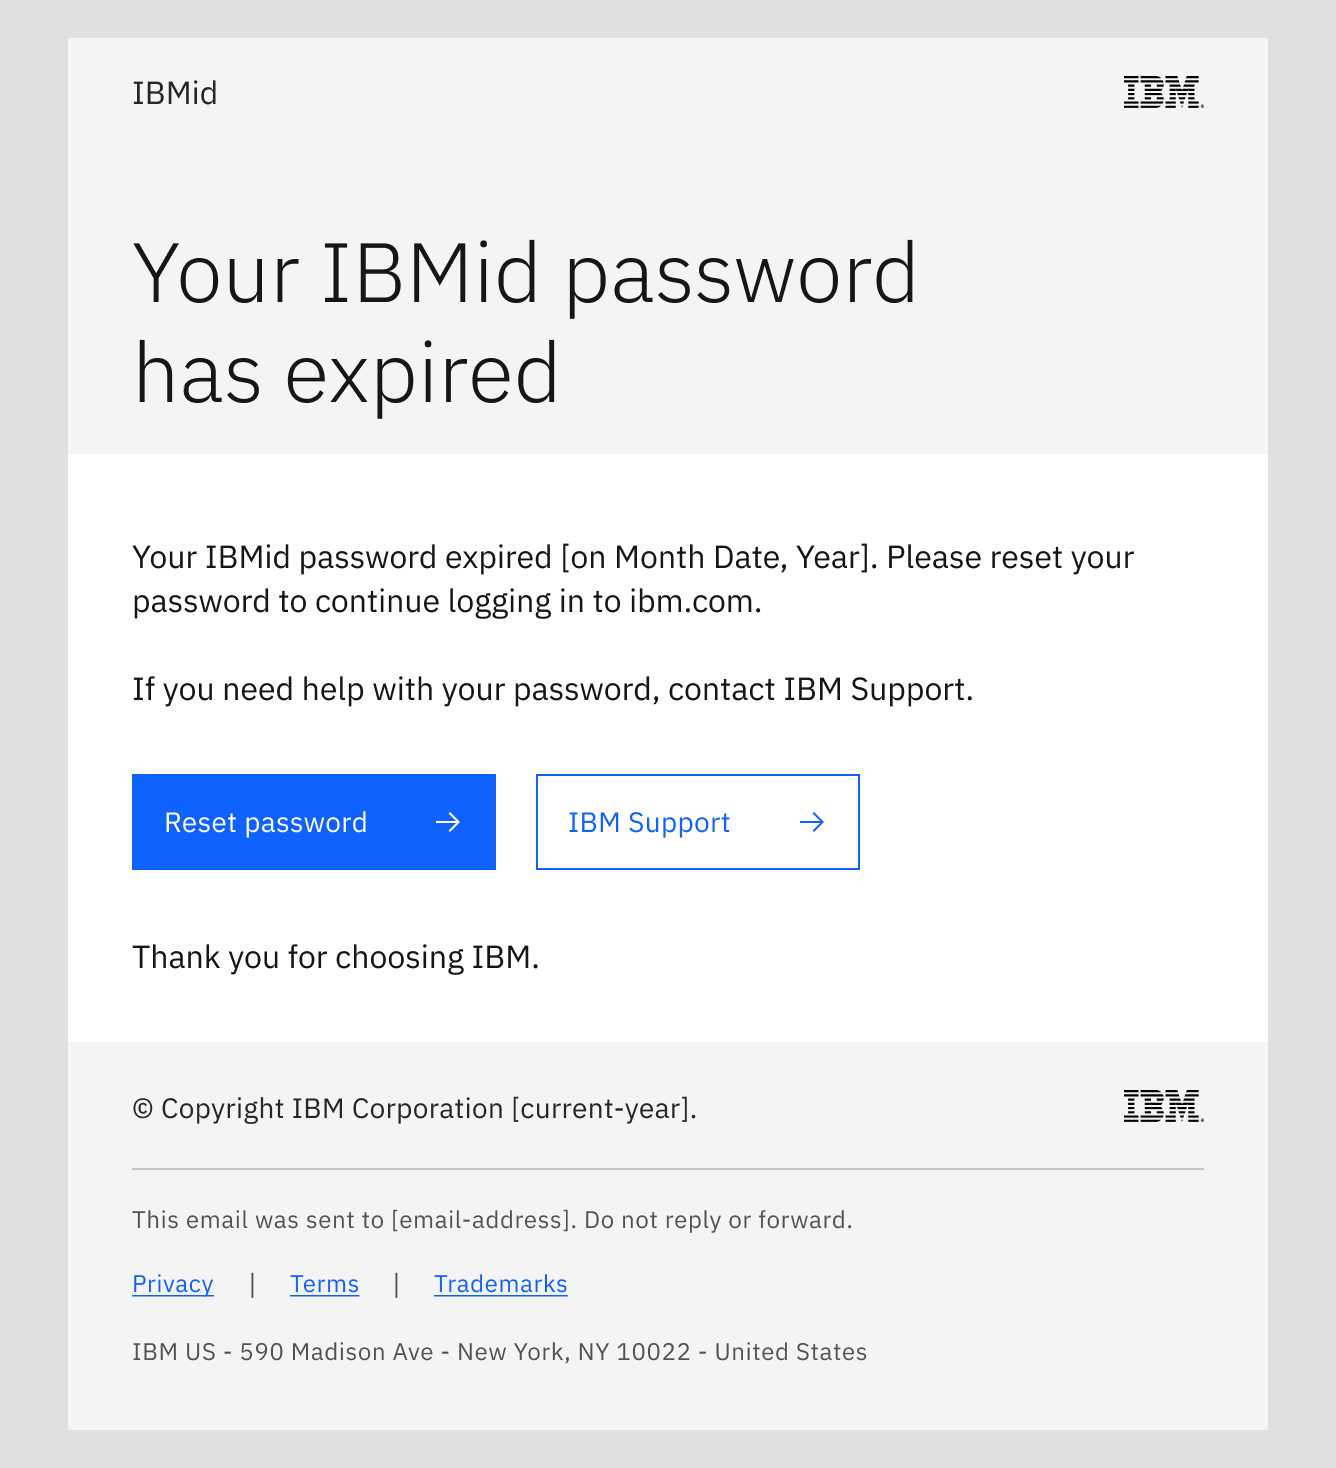 IBMid
IBM
Your IBMid password
has expired
Your IBMid password expired [on Month Date, Year]. Please reset your
password to continue logging in to ibm.com.
If you need help with your password, contact IBM Support.
Reset password →
IBM Support →
Thank you for choosing IBM.
© Copyright IBM Corporation [current-year].
IBM
This email was sent to [email-address]. Do not reply or forward.
Privacy | Terms | Trademarks
IBM US - 590 Madison Ave - New York, NY 10022 - United States